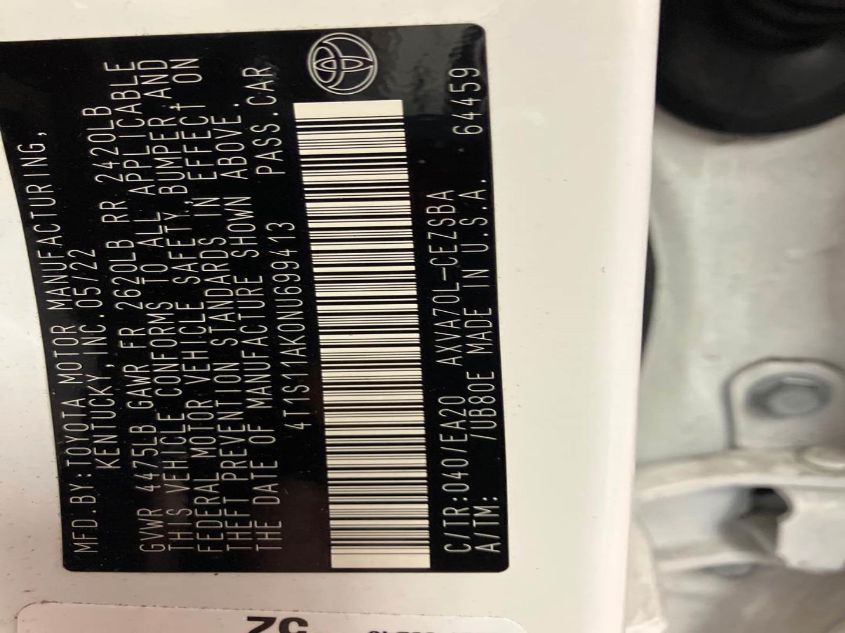 MFD.BY: TOYOTA MOTOR MANUFACTURING,
KENTUCKY, INC.05/22
GVWR 4475LB GAWR FR 2620LB RR 2420LB
THIS VEHICLE CONFORMS TO ALL APPLICABLE
FEDERAL MOTOR VEHICLE SAFETY, BUMPER, AND
THEFT PREVENTION STANDARDS IN EFFECT ON
THE DATE OF MANUFACTURE SHOWN ABOVE.
4T1S11AK0NU699413 PASS.CAR
C/TR:040/EA20 AXVA70L-CEZSBA 64459
A/TM: /UB80E MADE IN U.S.A.